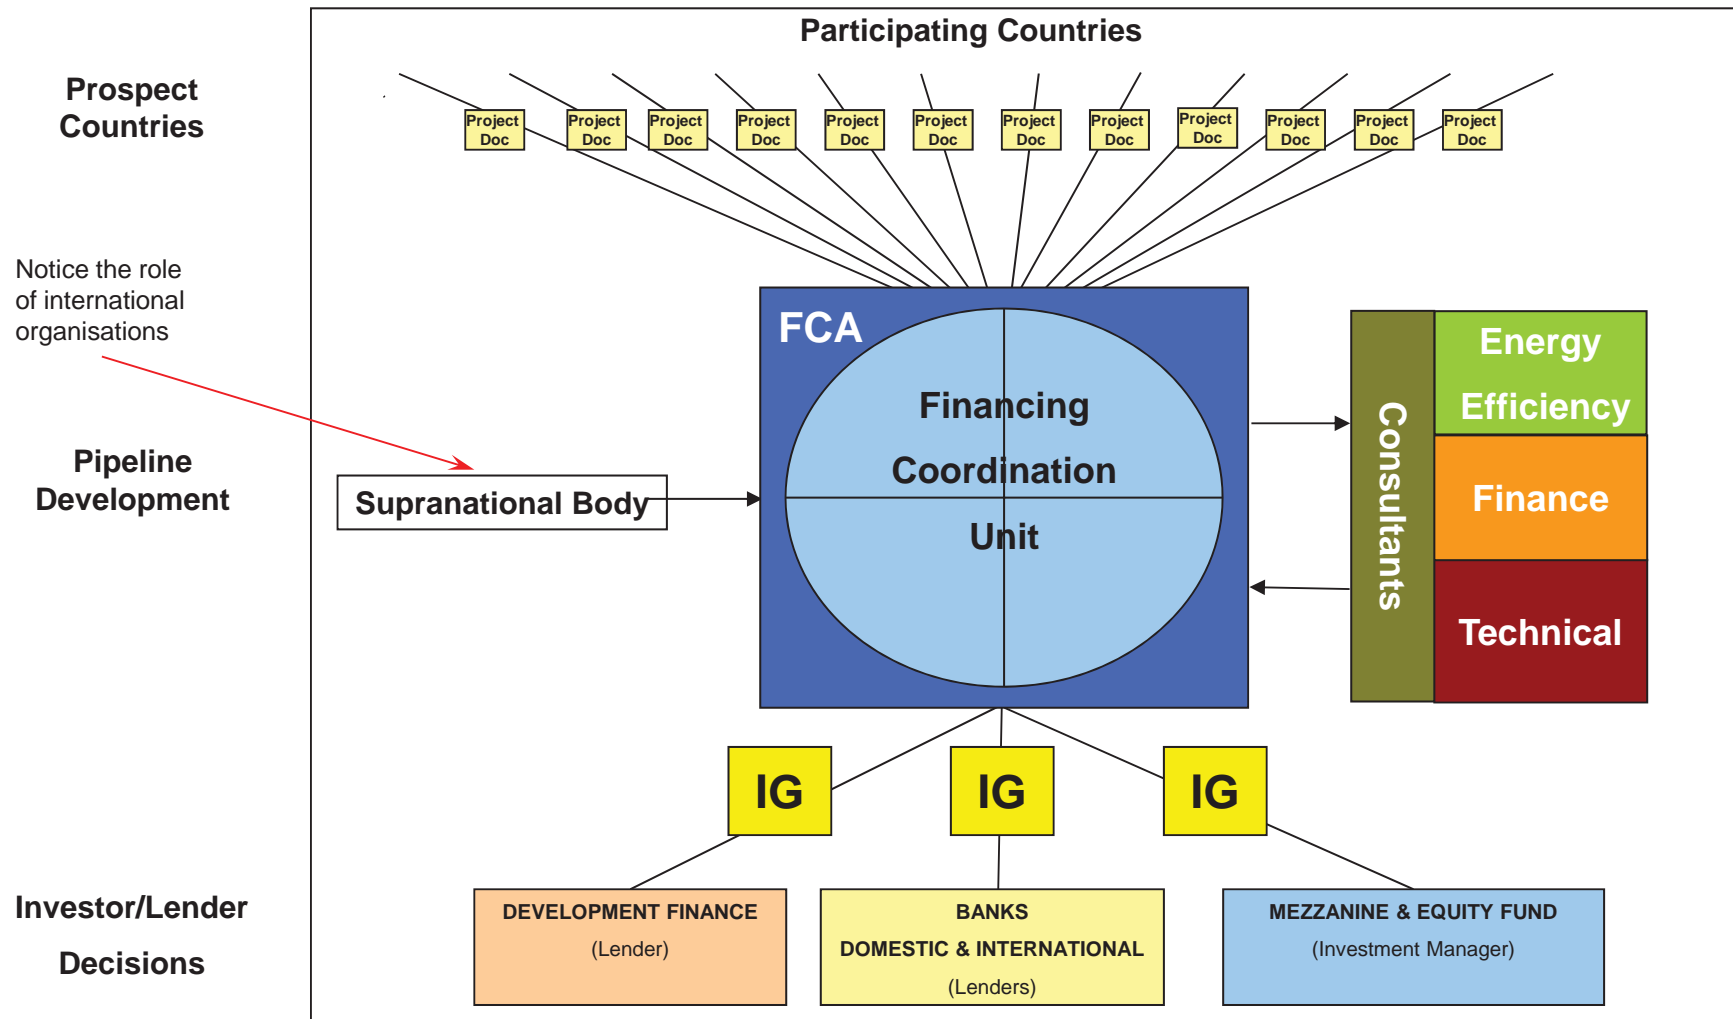 Participating Countries
Prospect
Countries
Project
Doc
Project
Doc
Project
Doc
Project
Doc
Project
Doc
Project
Doc
Project
Doc
Project
Doc
Project
Doc
Project
Doc
Project
Doc
Project
Doc
Notice the role
of international
organisations
Pipeline
Development
Supranational Body
FCA
Financing
Coordination
Unit
Consultants
Energy
Efficiency
Finance
Technical
IG
IG
IG
Investor/Lender
Decisions
DEVELOPMENT FINANCE
(Lender)
BANKS
DOMESTIC & INTERNATIONAL
(Lenders)
MEZZANINE & EQUITY FUND
(Investment Manager)